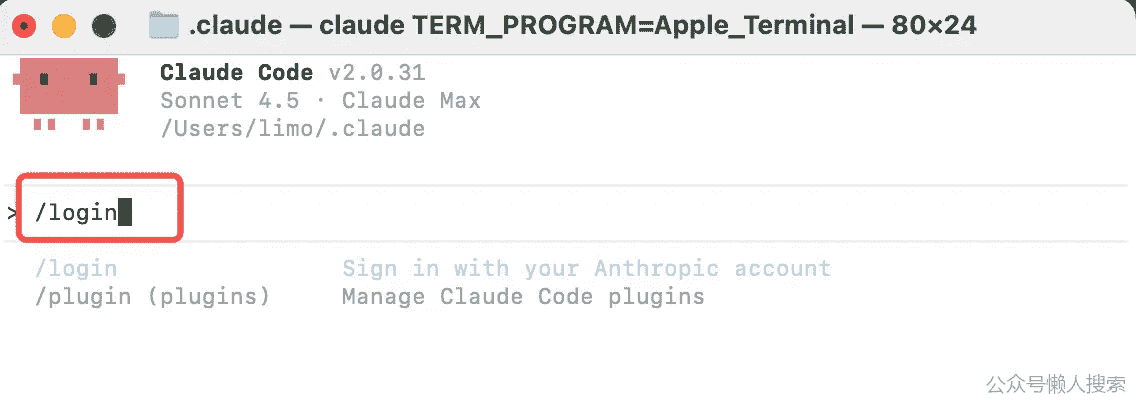 .claude — claude TERM_PROGRAM=Apple_Terminal — 80×24
Claude Code v2.0.31
Sonnet 4.5 · Claude Max
/Users/limo/.claude
> /login
/login Sign in with your Anthropic account
/plugin (plugins) Manage Claude Code plugins
公众号懒人搜索